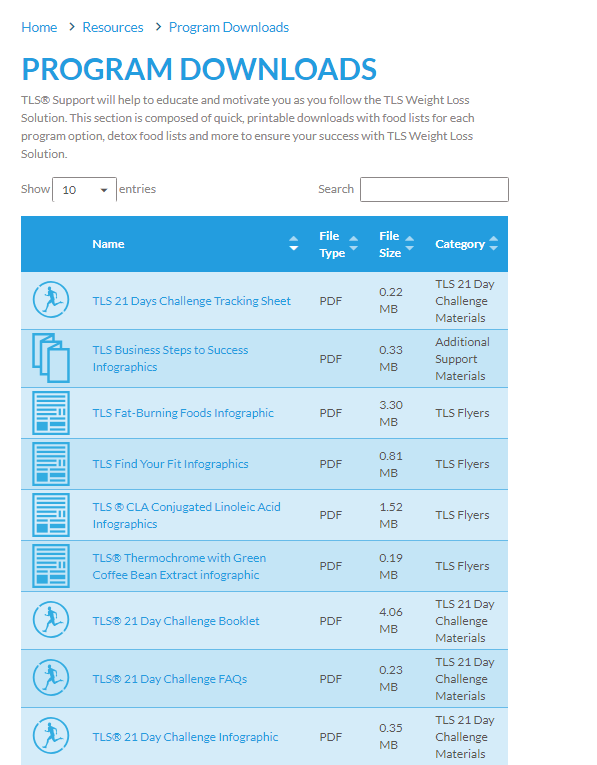 Home > Resources > Program Downloads
PROGRAM DOWNLOADS
TLS® Support will help to educate and motivate you as you follow the TLS Weight Loss
Solution. This section is composed of quick, printable downloads with food lists for each
program option, detox food lists and more to ensure your success with TLS Weight Loss
Solution.
Show 10 entries Search
Name File Type File Size Category
TLS 21 Days Challenge Tracking Sheet PDF 0.22 MB TLS 21 Day Challenge Materials
TLS Business Steps to Success Infographics PDF 0.33 MB Additional Support Materials
TLS Fat-Burning Foods Infographic PDF 3.30 MB TLS Flyers
TLS Find Your Fit Infographics PDF 0.81 MB TLS Flyers
TLS ® CLA Conjugated Linoleic Acid Infographics PDF 1.52 MB TLS Flyers
TLS® Thermochrome with Green Coffee Bean Extract infographic PDF 0.19 MB TLS Flyers
TLS® 21 Day Challenge Booklet PDF 4.06 MB TLS 21 Day Challenge Materials
TLS® 21 Day Challenge FAQs PDF 0.23 MB TLS 21 Day Challenge Materials
TLS® 21 Day Challenge Infographic PDF 0.35 MB TLS 21 Day Challenge Materials